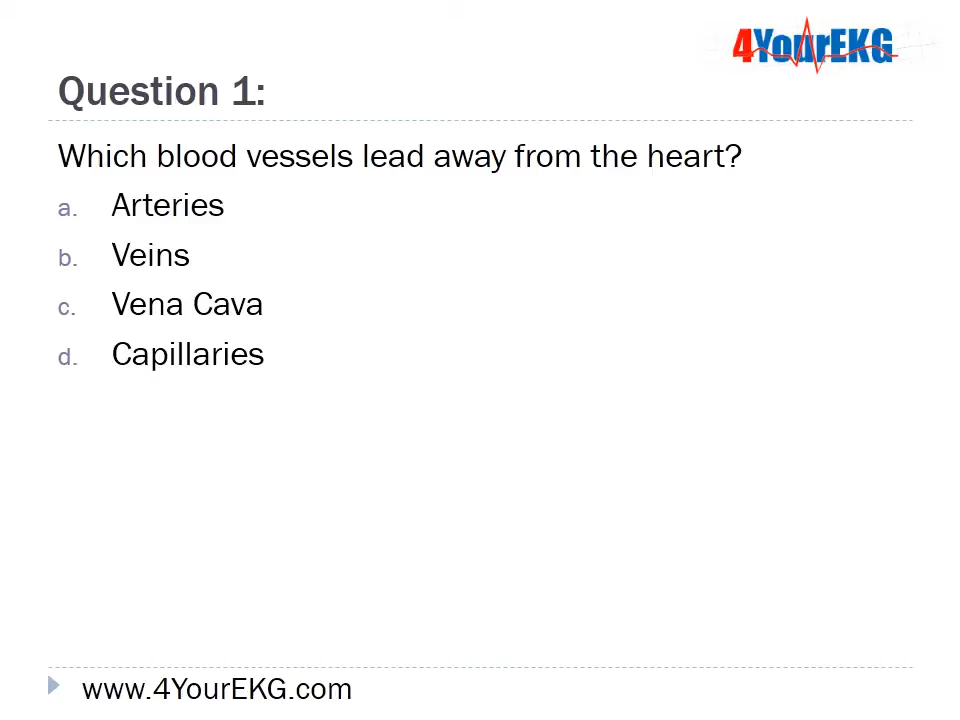 4YourEKG
Question 1:
Which blood vessels lead away from the heart?
a. Arteries
b. Veins
c. Vena Cava
d. Capillaries
www.4YourEKG.com